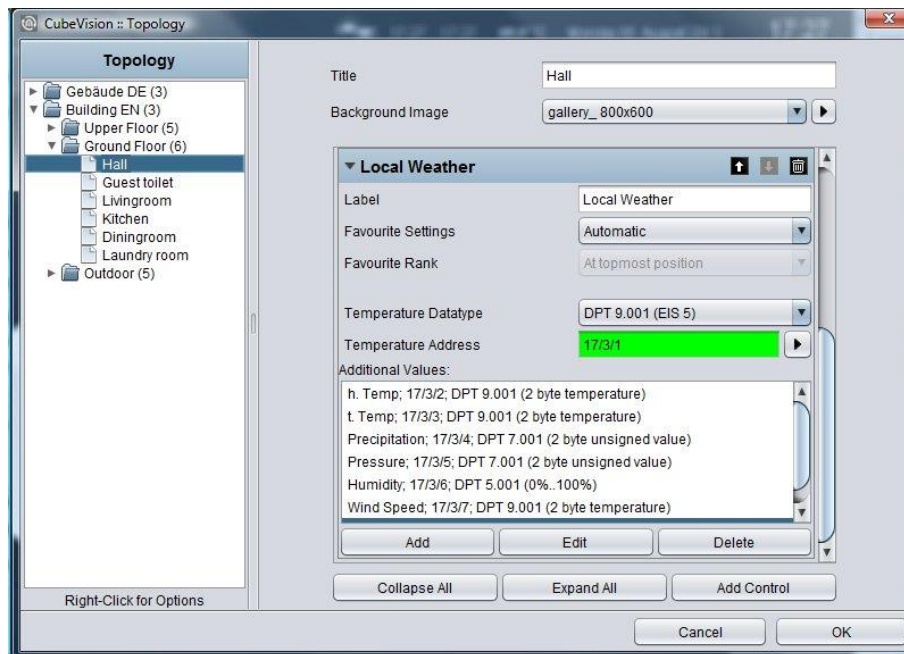 CubeVision :: Topology
Topology
Gebäude DE (3)
Building EN (3)
Upper Floor (5)
Ground Floor (6)
Hall
Guest toilet
Livingroom
Kitchen
Diningroom
Laundry room
Outdoor (5)
Right-Click for Options
Title Hall
Background Image gallery_ 800x600
Local Weather
Label Local Weather
Favourite Settings Automatic
Favourite Rank At topmost position
Temperature Datatype DPT 9.001 (EIS 5)
Temperature Address 17/3/1
Additional Values:
h. Temp; 17/3/2; DPT 9.001 (2 byte temperature)
t. Temp; 17/3/3; DPT 9.001 (2 byte temperature)
Precipitation; 17/3/4; DPT 7.001 (2 byte unsigned value)
Pressure; 17/3/5; DPT 7.001 (2 byte unsigned value)
Humidity; 17/3/6; DPT 5.001 (0%..100%)
Wind Speed; 17/3/7; DPT 9.001 (2 byte temperature)
Add Edit Delete
Collapse All Expand All Add Control
Cancel OK